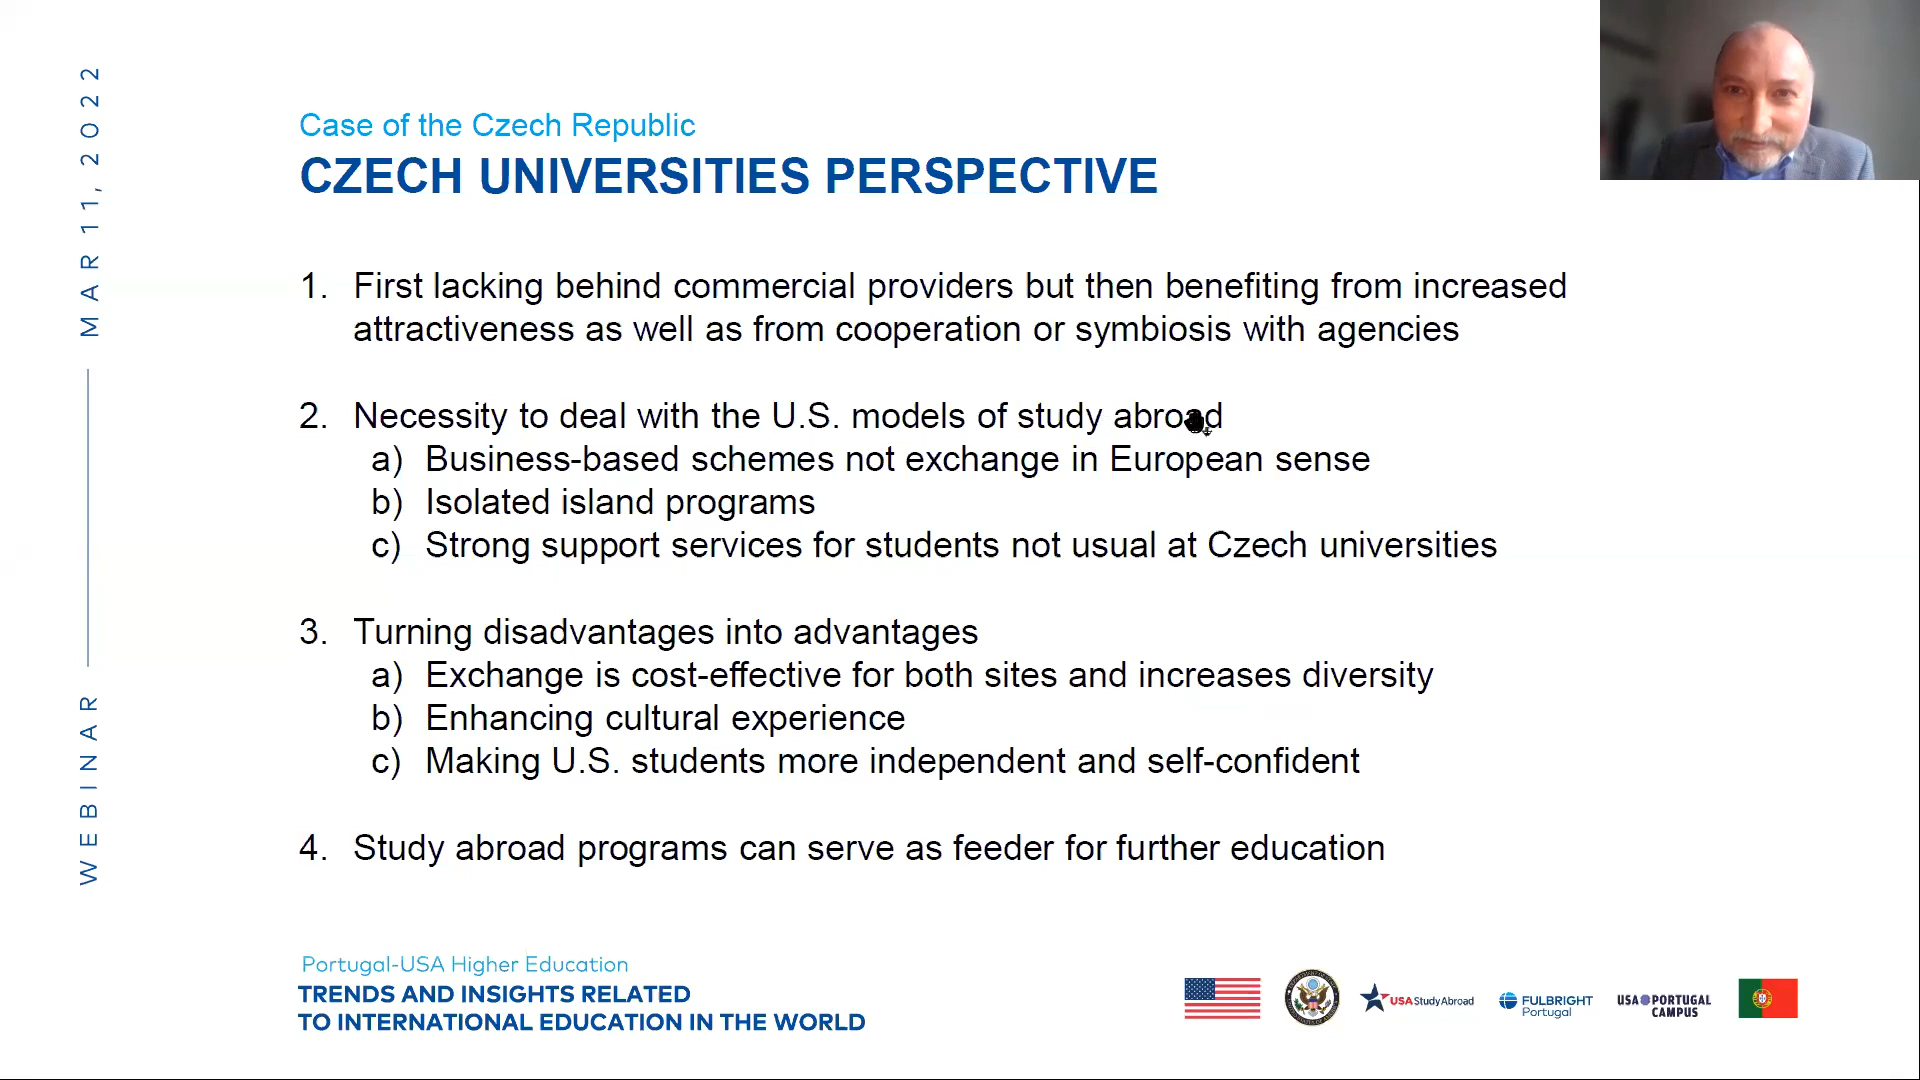 MAR 11, 2022
WEBINAR
Case of the Czech Republic
CZECH UNIVERSITIES PERSPECTIVE
1. First lacking behind commercial providers but then benefiting from increased
attractiveness as well as from cooperation or symbiosis with agencies
2. Necessity to deal with the U.S. models of study abroad
a) Business-based schemes not exchange in European sense
b) Isolated island programs
c) Strong support services for students not usual at Czech universities
3. Turning disadvantages into advantages
a) Exchange is cost-effective for both sites and increases diversity
b) Enhancing cultural experience
c) Making U.S. students more independent and self-confident
4. Study abroad programs can serve as feeder for further education
Portugal-USA Higher Education
TRENDS AND INSIGHTS RELATED
TO INTERNATIONAL EDUCATION IN THE WORLD
USA StudyAbroad
FULBRIGHT
Portugal
USA PORTUGAL
CAMPUS